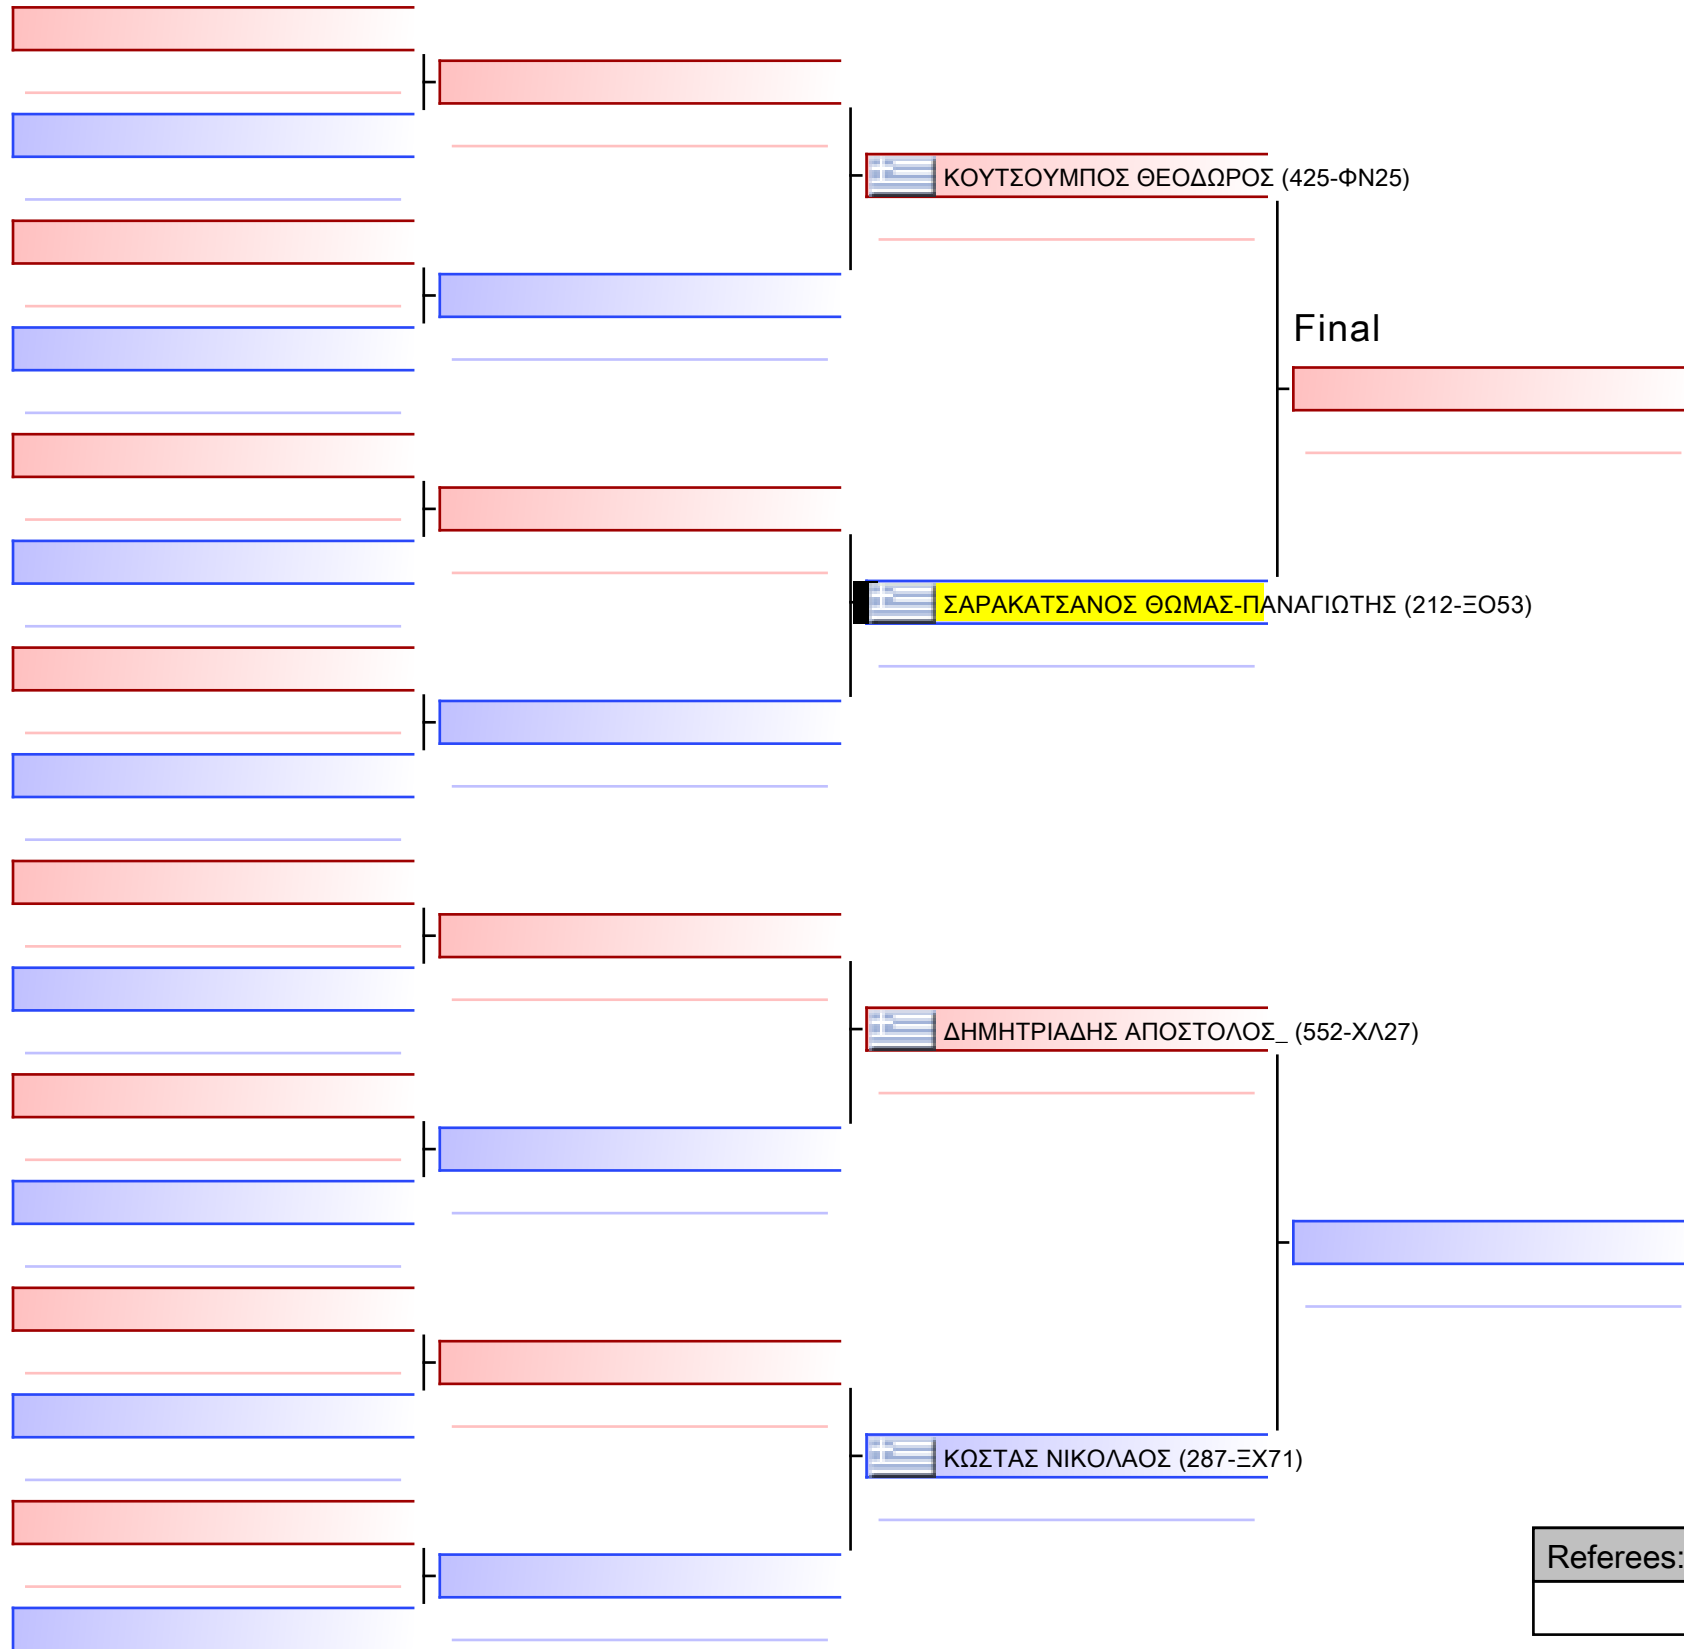 ΚΟΥΤΣΟΥΜΠΟΣ ΘΕΟΔΩΡΟΣ (425-ΦΝ25)
Final
ΣΑΡΑΚΑΤΣΑΝΟΣ ΘΩΜΑΣ-ΠΑΝΑΓΙΩΤΗΣ (212-ΞΟ53)
ΔΗΜΗΤΡΙΑΔΗΣ ΑΠΟΣΤΟΛΟΣ_ (552-ΧΛ27)
ΚΩΣΤΑΣ ΝΙΚΟΛΑΟΣ (287-ΞΧ71)
Referees: